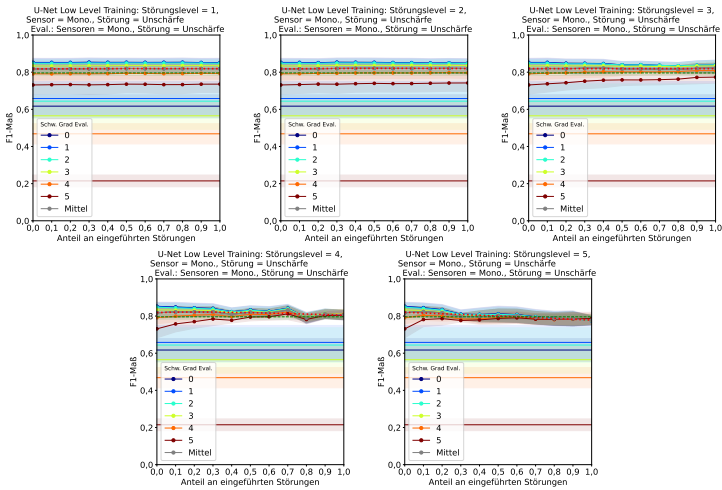 U-Net Low Level Training: Störungslevel = 1,
Sensor = Mono., Störung = Unschärfe
Eval.: Sensoren = Mono., Störung = Unschärfe
1,0
0,8
0,6
0,4
0,2
0,0
F1-Maß
Schw. Grad Eval.
0
1
2
3
4
5
Mittel
0,0 0,1 0,2 0,3 0,4 0,5 0,6 0,7 0,8 0,9 1,0
Anteil an eingeführten Störungen
U-Net Low Level Training: Störungslevel = 2,
Sensor = Mono., Störung = Unschärfe
Eval.: Sensoren = Mono., Störung = Unschärfe
1,0
0,8
0,6
0,4
0,2
0,0
F1-Maß
Schw. Grad Eval.
0
1
2
3
4
5
Mittel
0,0 0,1 0,2 0,3 0,4 0,5 0,6 0,7 0,8 0,9 1,0
Anteil an eingeführten Störungen
U-Net Low Level Training: Störungslevel = 3,
Sensor = Mono., Störung = Unschärfe
Eval.: Sensoren = Mono., Störung = Unschärfe
1,0
0,8
0,6
0,4
0,2
0,0
F1-Maß
Schw. Grad Eval.
0
1
2
3
4
5
Mittel
0,0 0,1 0,2 0,3 0,4 0,5 0,6 0,7 0,8 0,9 1,0
Anteil an eingeführten Störungen
U-Net Low Level Training: Störungslevel = 4,
Sensor = Mono., Störung = Unschärfe
Eval.: Sensoren = Mono., Störung = Unschärfe
1,0
0,8
0,6
0,4
0,2
0,0
F1-Maß
Schw. Grad Eval.
0
1
2
3
4
5
Mittel
0,0 0,1 0,2 0,3 0,4 0,5 0,6 0,7 0,8 0,9 1,0
Anteil an eingeführten Störungen
U-Net Low Level Training: Störungslevel = 5,
Sensor = Mono., Störung = Unschärfe
Eval.: Sensoren = Mono., Störung = Unschärfe
1,0
0,8
0,6
0,4
0,2
0,0
F1-Maß
Schw. Grad Eval.
0
1
2
3
4
5
Mittel
0,0 0,1 0,2 0,3 0,4 0,5 0,6 0,7 0,8 0,9 1,0
Anteil an eingeführten Störungen